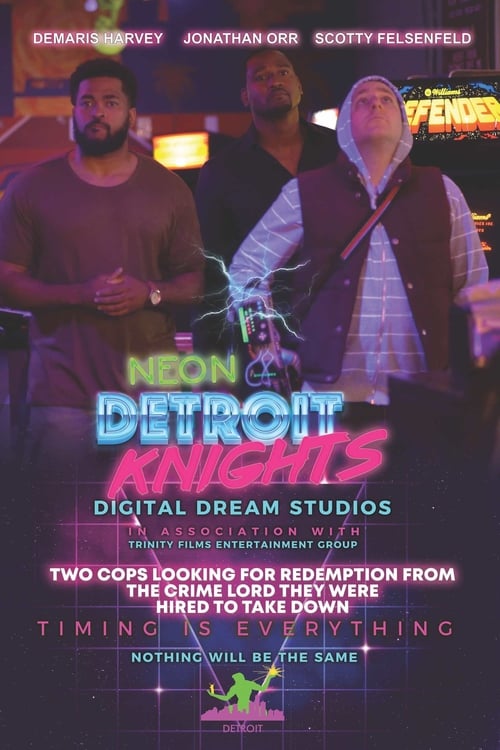 DEMARIS HARVEY JONATHAN ORR SCOTTY FELSENFELD
Williams
EFENDER
NEON
DETROIT
KNIGHTS
DIGITAL DREAM STUDIOS
IN ASSOCIATION WITH
TRINITY FILMS ENTERTAINMENT GROUP
TWO COPS LOOKING FOR REDEMPTION FROM
THE CRIME LORD THEY WERE
HIRED TO TAKE DOWN
TIMING IS EVERYTHING
NOTHING WILL BE THE SAME
DETROIT